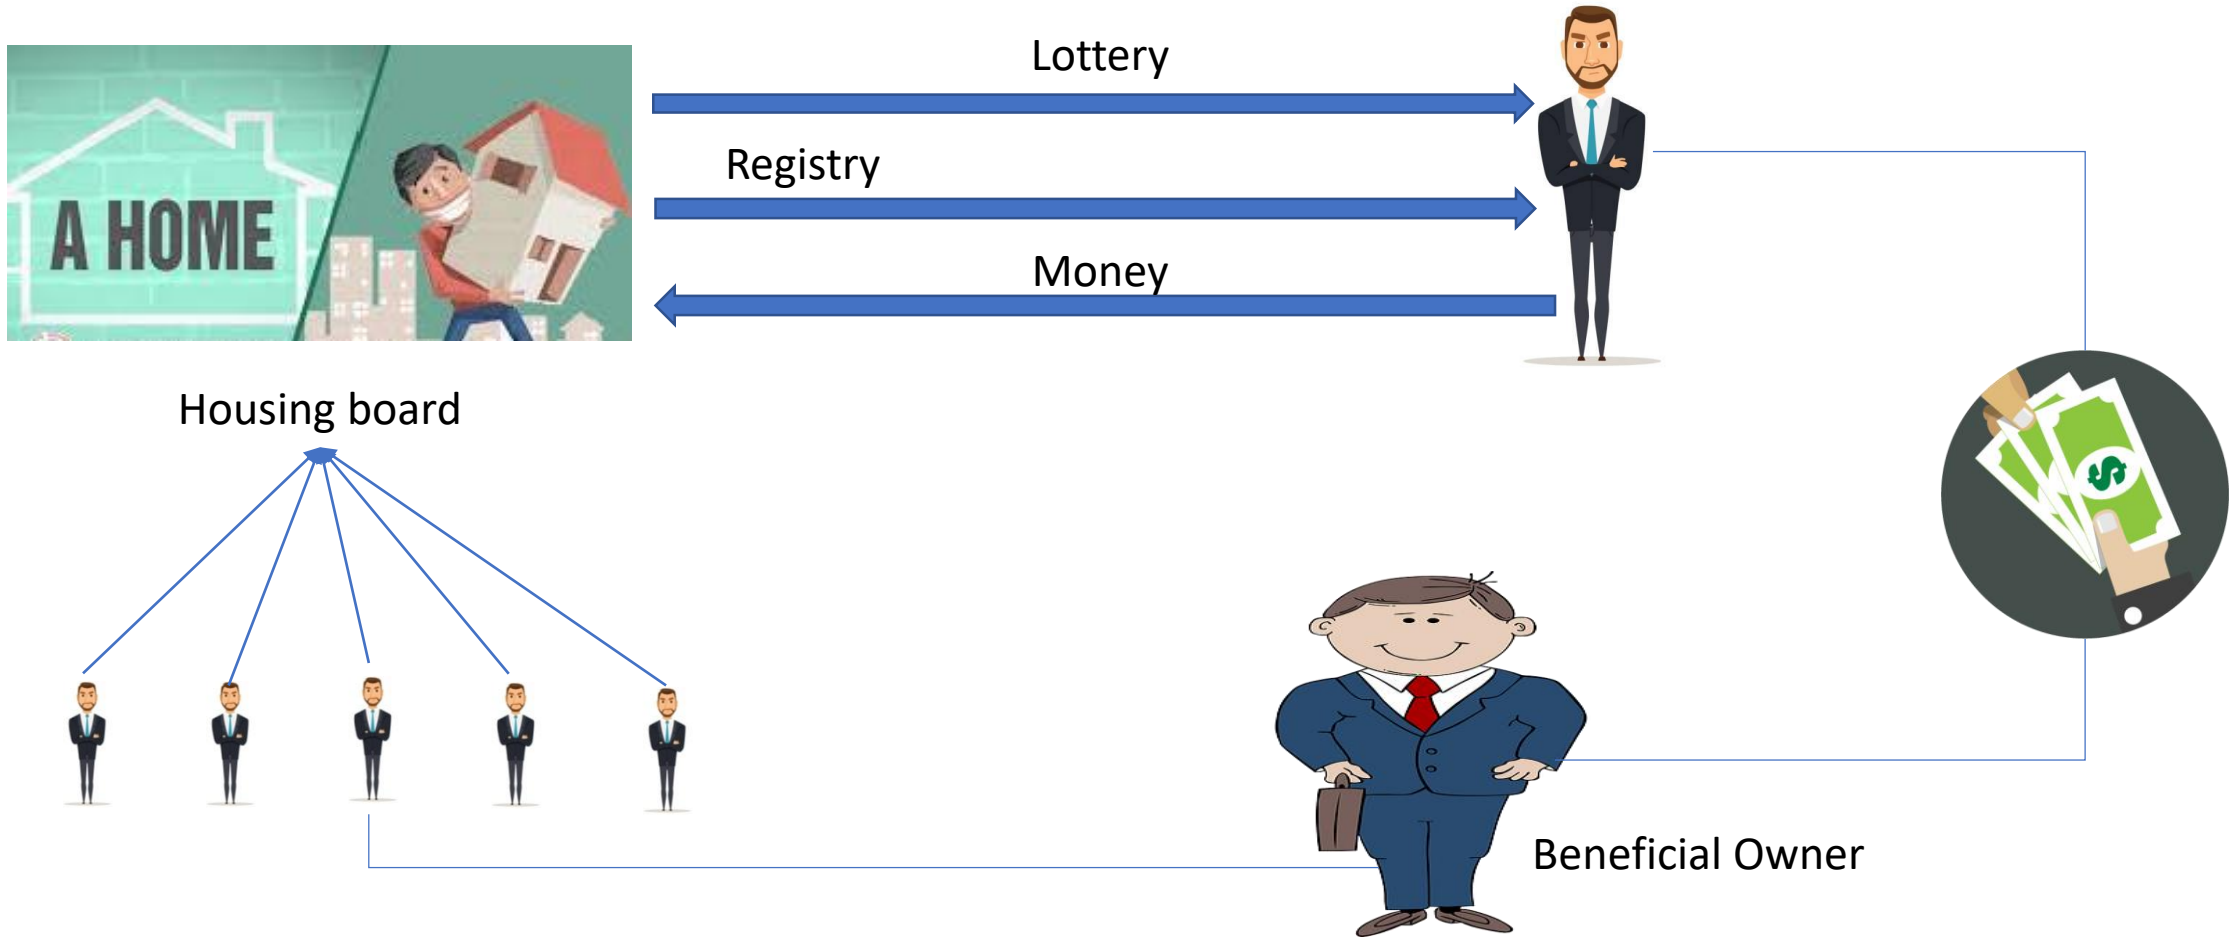 Lottery
Registry
Money
A HOME
Housing board
Beneficial Owner